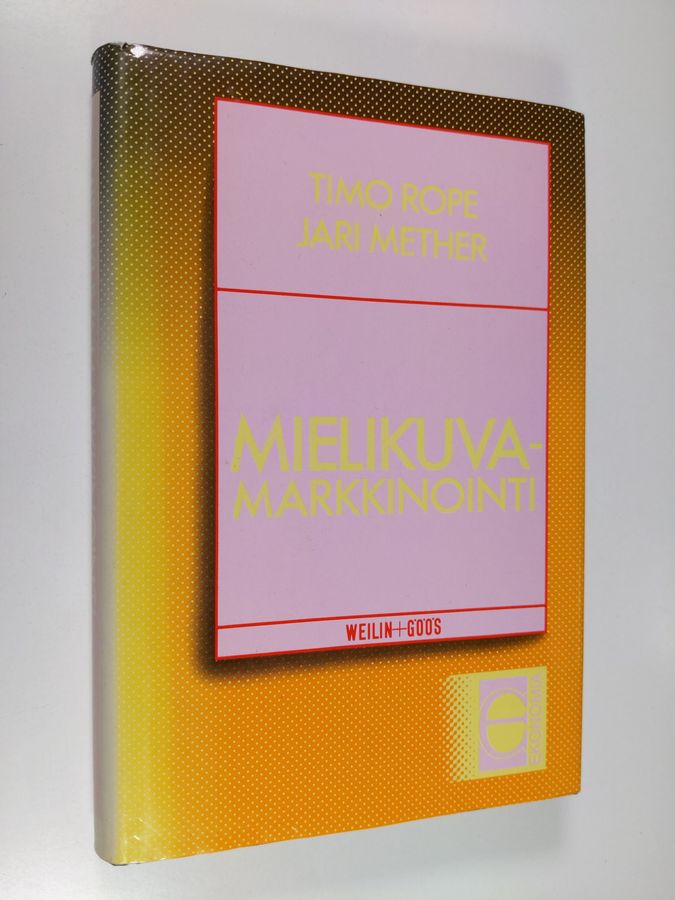 TIMO ROPE
JARI METHER
MIELIKUVA-
MARKKINOINTI
WEILIN+GÖÖS
e
EKONOMIA